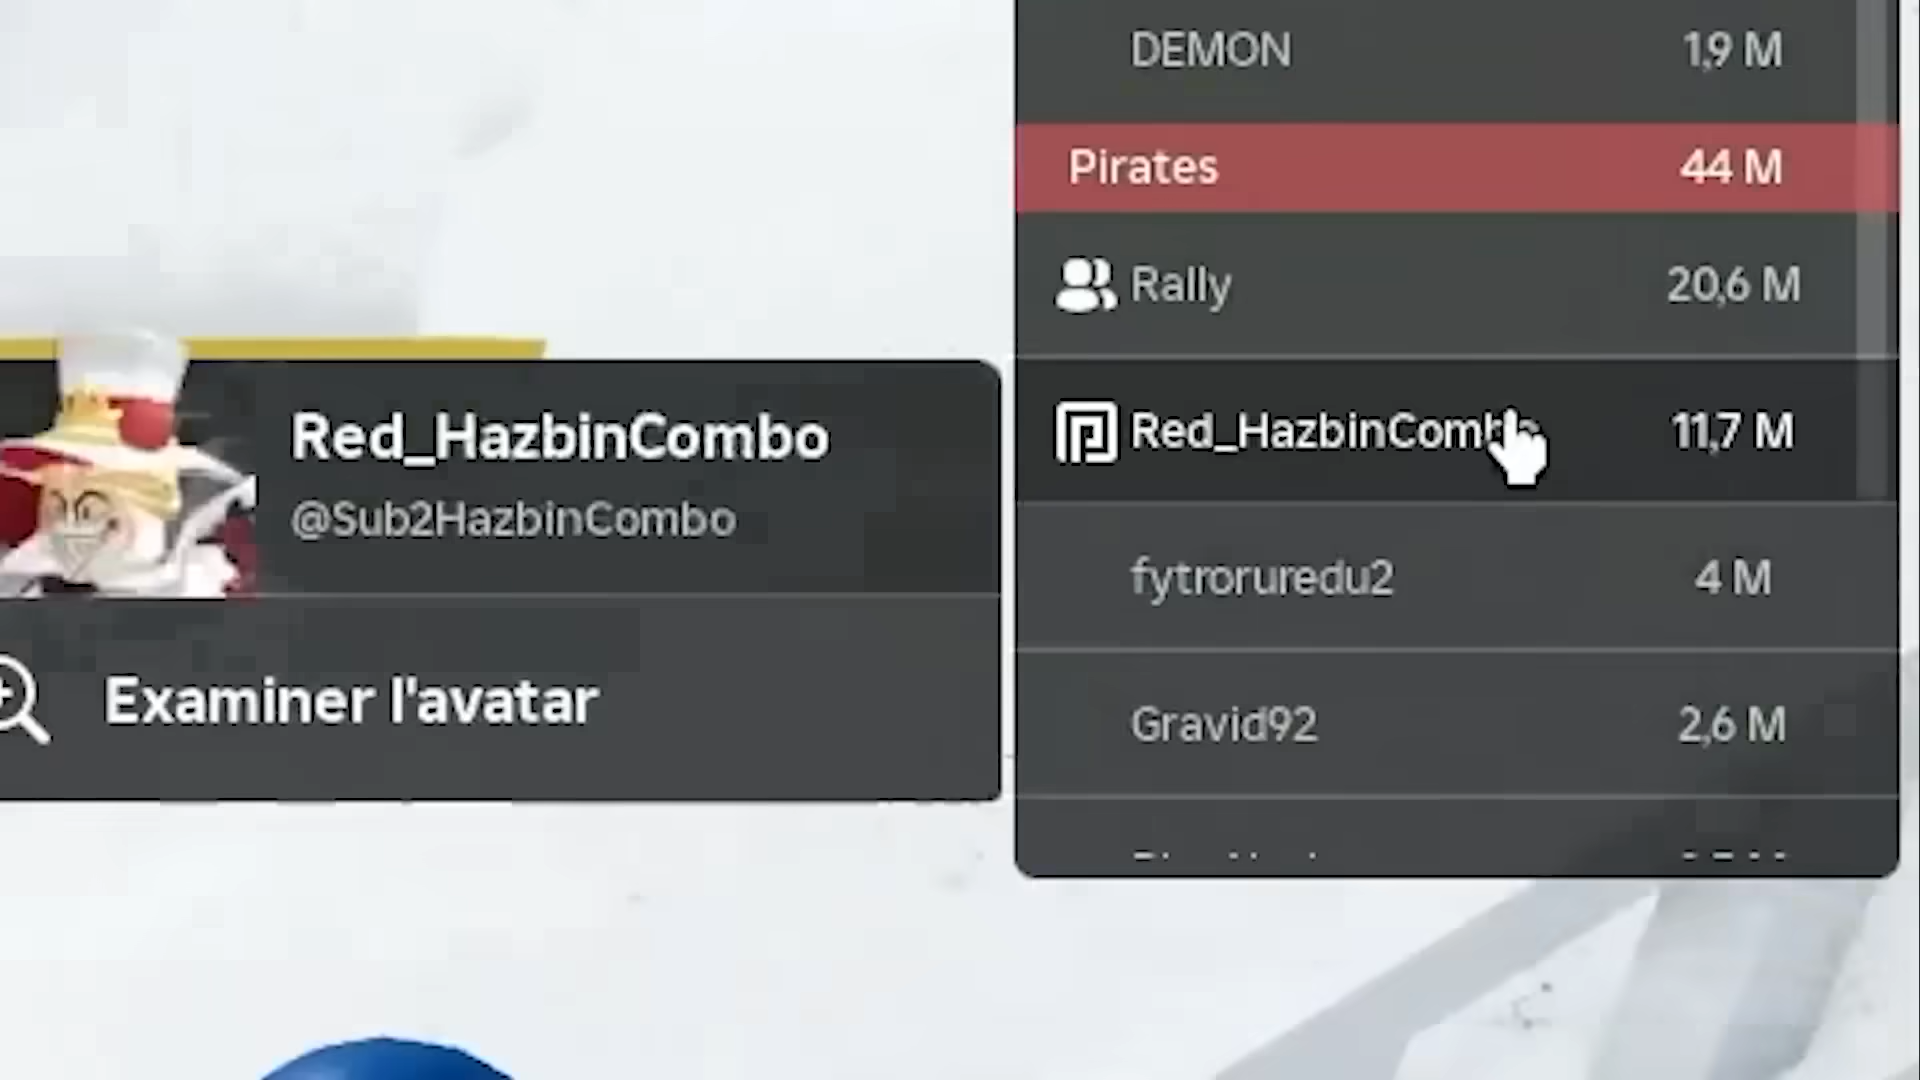 DEMON 1,9 M
Pirates 44 M
Rally 20,6 M
Red_HazbinCombo 11,7 M
fytroruredu2 4 M
Gravid92 2,6 M
Red_HazbinCombo
@Sub2HazbinCombo
Examiner l'avatar